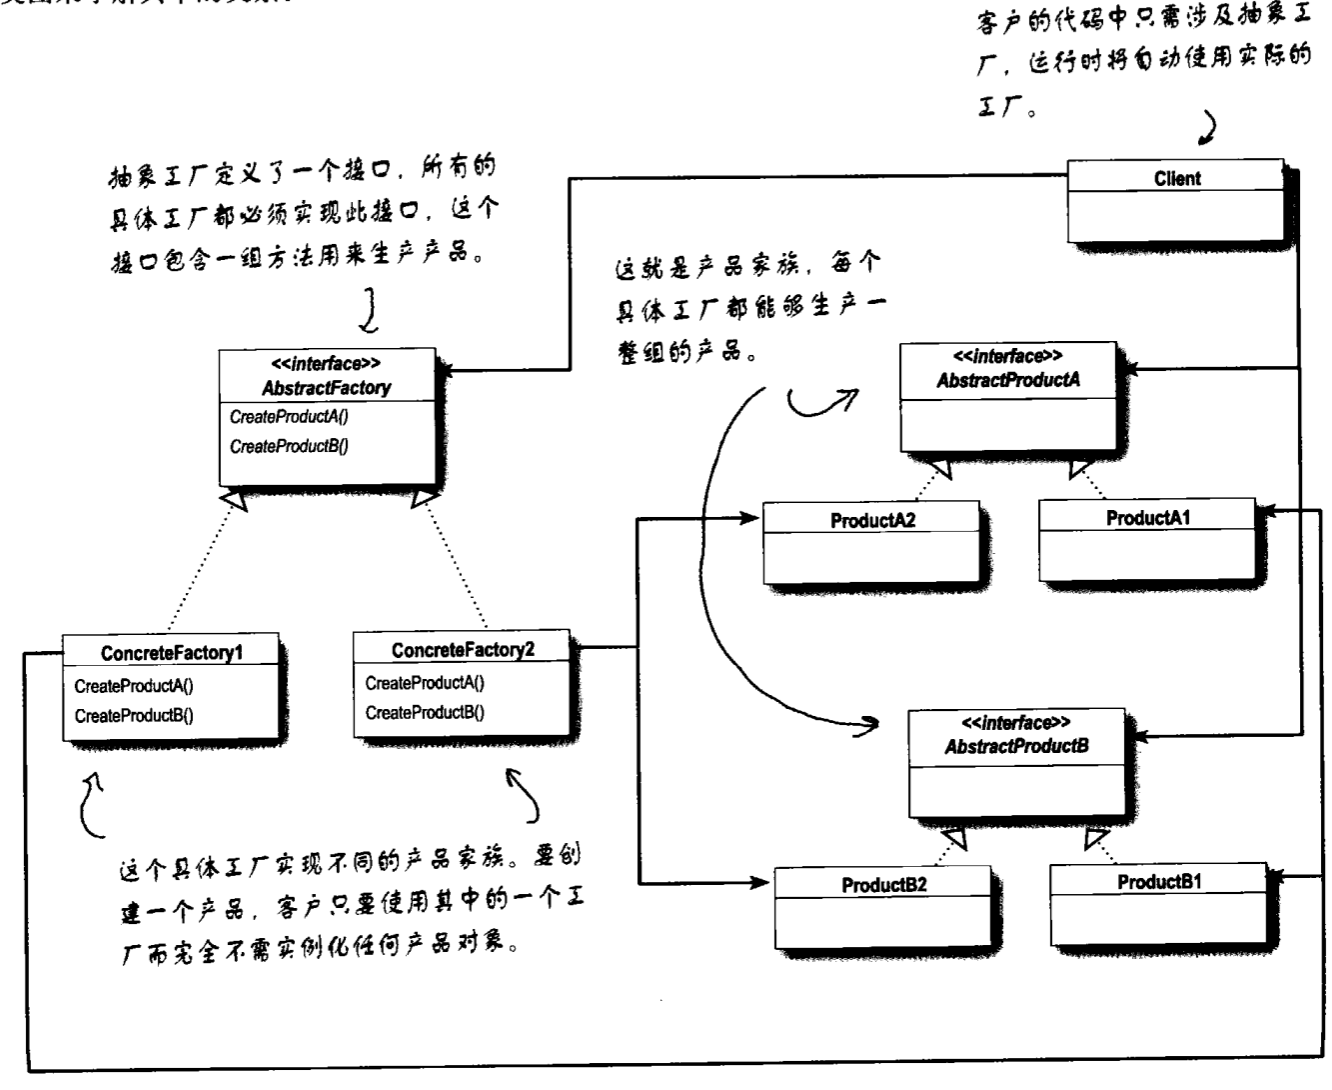 客户的代码中只需涉及抽象工
厂，运行时将自动使用实际的
工厂。
Client
抽象工厂定义了一个接口，所有的
具体工厂都必须实现此接口，这个
接口包含一组方法用来生产产品。
这就是产品家族，每个
具体工厂都能够生产一
整组的产品。
<<interface>>
AbstractFactory
CreateProductA()
CreateProductB()
<<interface>>
AbstractProductA
ProductA2
ProductA1
ConcreteFactory1
CreateProductA()
CreateProductB()
ConcreteFactory2
CreateProductA()
CreateProductB()
<<interface>>
AbstractProductB
ProductB2
ProductB1
这个具体工厂实现不同的产品家族。要创
建一个产品，客户只要使用其中的一个工
厂而完全不需实例化任何产品对象。